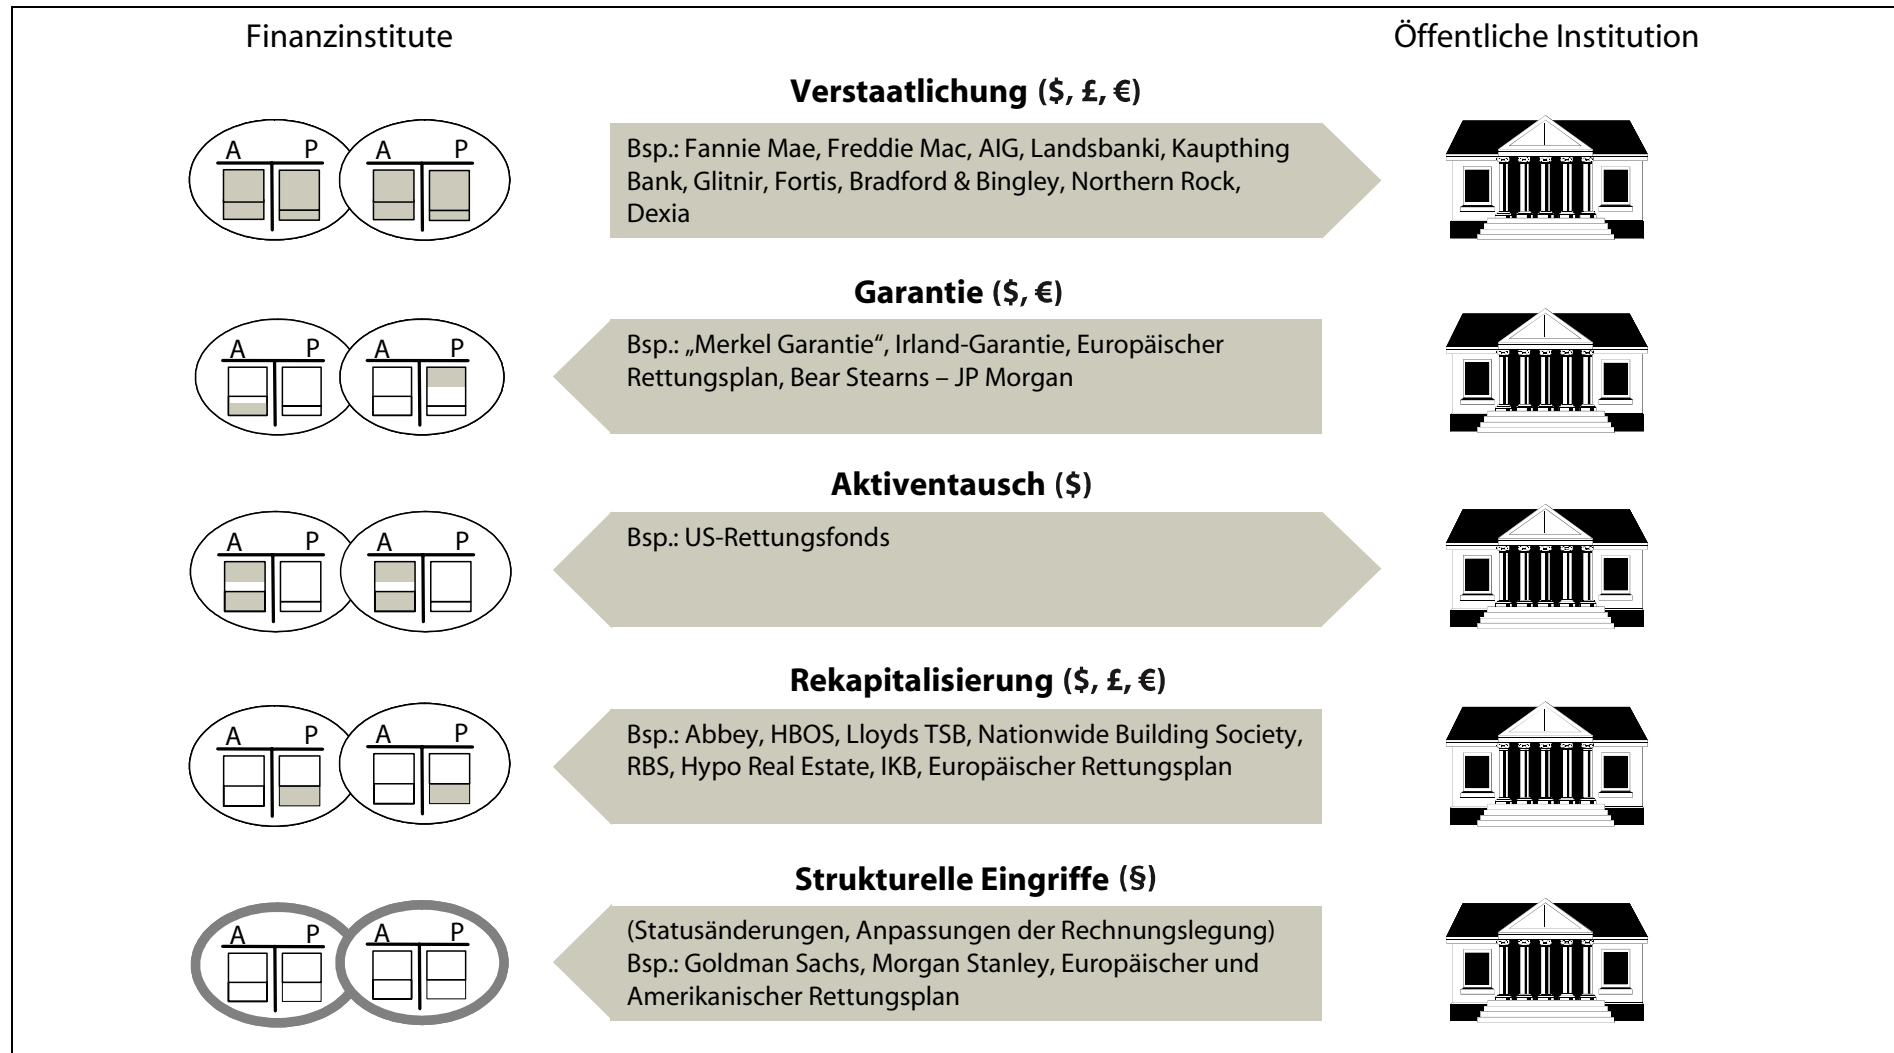 Finanzinstitute
Öffentliche Institution
Verstaatlichung ($, £, €)
A P A P
Bsp.: Fannie Mae, Freddie Mac, AIG, Landsbanki, Kaupthing
Bank, Glitnir, Fortis, Bradford & Bingley, Northern Rock,
Dexia
Garantie ($, €)
A P A P
Bsp.: „Merkel Garantie“, Irland-Garantie, Europäischer
Rettungsplan, Bear Stearns – JP Morgan
Aktiventausch ($)
A P A P
Bsp.: US-Rettungsfonds
Rekapitalisierung ($, £, €)
A P A P
Bsp.: Abbey, HBOS, Lloyds TSB, Nationwide Building Society,
RBS, Hypo Real Estate, IKB, Europäischer Rettungsplan
Strukturelle Eingriffe (§)
A P A P
(Statusänderungen, Anpassungen der Rechnungslegung)
Bsp.: Goldman Sachs, Morgan Stanley, Europäischer und
Amerikanischer Rettungsplan